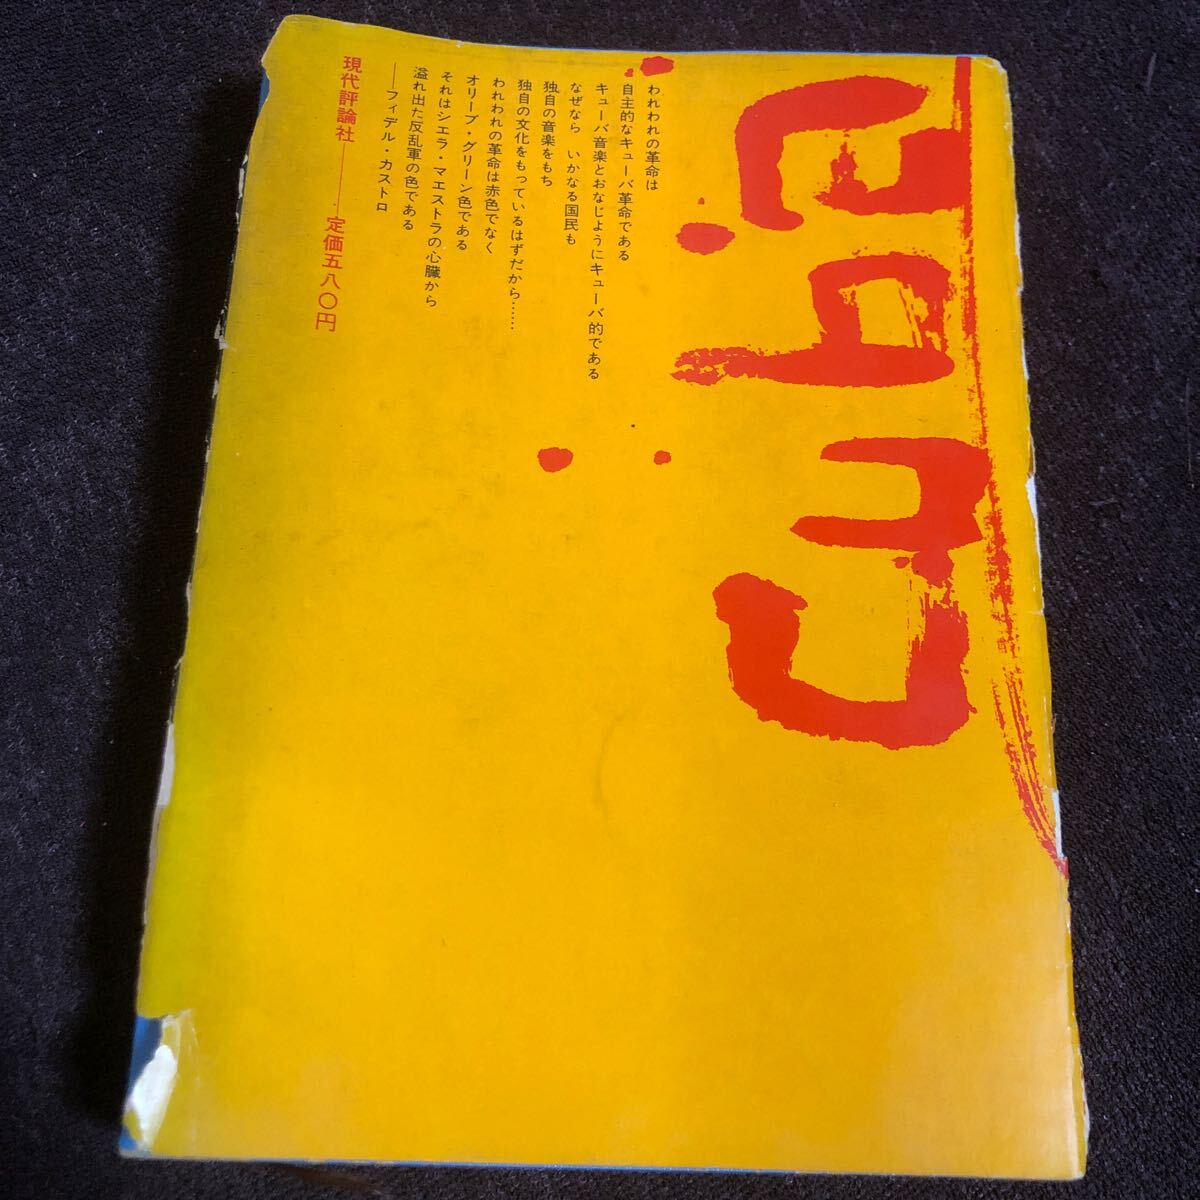 cuba
われわれの革命は
自主的なキューバ革命である
キューバ音楽とおなじようにキューバ的である
なぜなら　いかなる国民も
独自の音楽をもち
独自の文化をもっているはずだから……
われわれの革命は赤色でなく
オリーブ・グリーン色である
それはシエラ・マエストラの心臓から
溢れ出た反乱軍の色である
――フィデル・カストロ
現代評論社――定価五八〇円